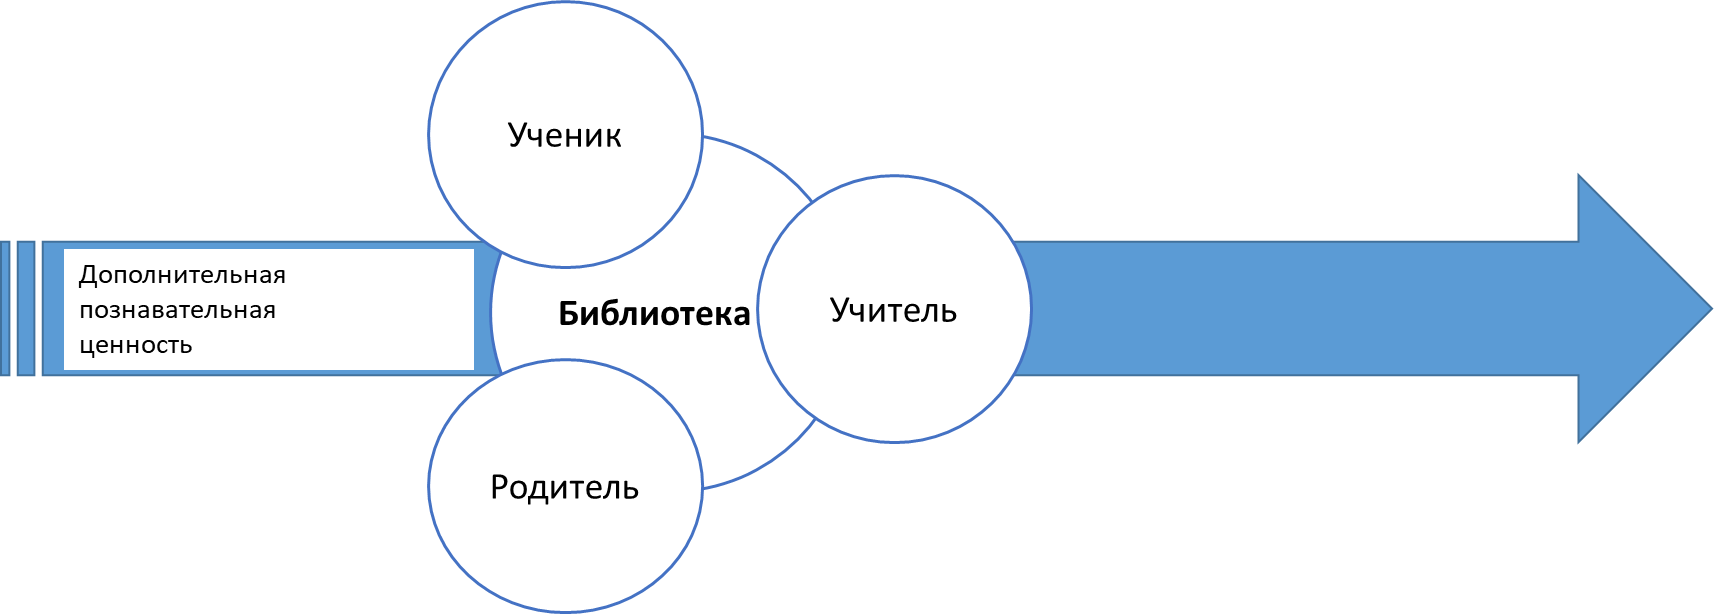 Ученик
Дополнительная
познавательная
ценность
Библиотека
Учитель
Родитель